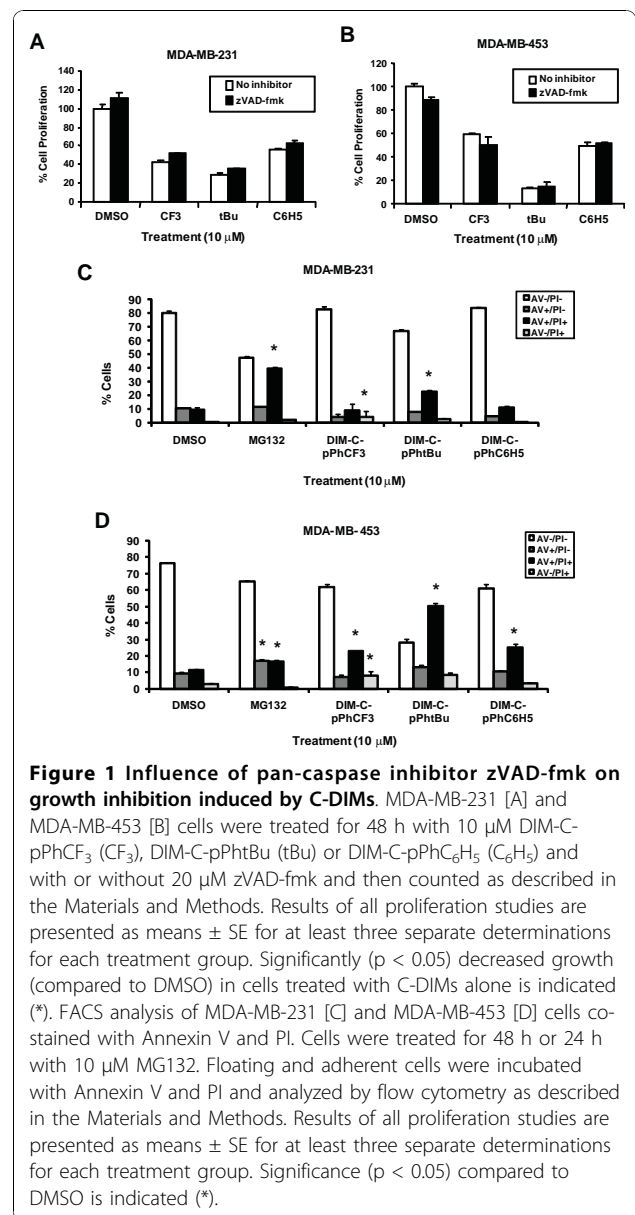 A
MDA-MB-231
% Cell Proliferation
140
120
100
80
60
40
20
0
No inhibitor
zVAD-fmk
DMSO CF3 tBu C6H5
Treatment (10 μM)
B
MDA-MB-453
% Cell Proliferation
120
100
80
60
40
20
0
No inhibitor
zVAD-fmk
DMSO CF3 tBu C6H5
Treatment (10 μM)
C
MDA-MB-231
% Cells
90
80
70
60
50
40
30
20
10
0
AV-/PI-
AV+/PI-
AV+/PI+
AV-/PI+
* * *
DMSO MG132 DIM-C- DIM-C- DIM-C-
pPhCF3 pPhtBu pPhC6H5
Treatment (10 μM)
D
MDA-MB- 453
% Cells
90
80
70
60
50
40
30
20
10
0
AV-/PI-
AV+/PI-
AV+/PI+
AV-/PI+
* * * * * *
DMSO MG132 DIM-C- DIM-C- DIM-C-
pPhCF3 pPhtBu pPhC6H5
Treatment (10 μM)
Figure 1 Influence of pan-caspase inhibitor zVAD-fmk on
growth inhibition induced by C-DIMs. MDA-MB-231 [A] and
MDA-MB-453 [B] cells were treated for 48 h with 10 μM DIM-C-
pPhCF₃ (CF₃), DIM-C-pPhtBu (tBu) or DIM-C-pPhC₆H₅ (C₆H₅) and
with or without 20 μM zVAD-fmk and then counted as described in
the Materials and Methods. Results of all proliferation studies are
presented as means ± SE for at least three separate determinations
for each treatment group. Significantly (p < 0.05) decreased growth
(compared to DMSO) in cells treated with C-DIMs alone is indicated
(*). FACS analysis of MDA-MB-231 [C] and MDA-MB-453 [D] cells co-
stained with Annexin V and PI. Cells were treated for 48 h or 24 h
with 10 μM MG132. Floating and adherent cells were incubated
with Annexin V and PI and analyzed by flow cytometry as described
in the Materials and Methods. Results of all proliferation studies are
presented as means ± SE for at least three separate determinations
for each treatment group. Significance (p < 0.05) compared to
DMSO is indicated (*).